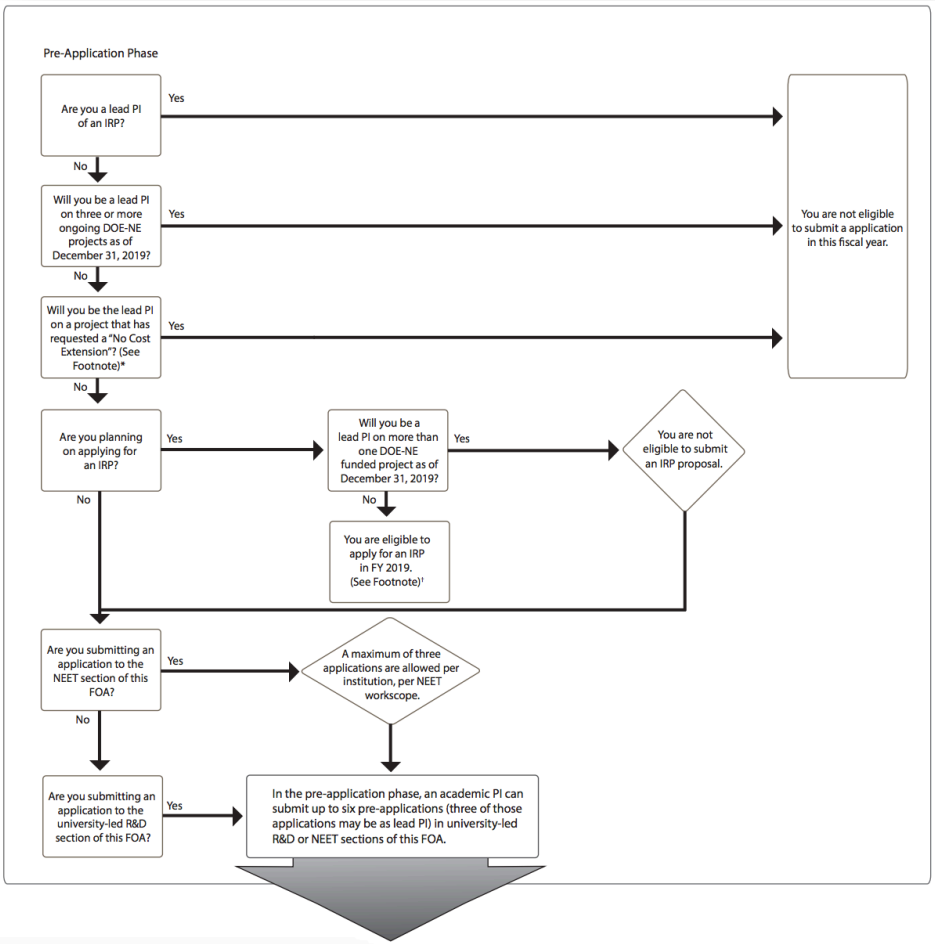 Pre-Application Phase
Are you a lead PI
of an IRP?
Yes
No
You are not eligible
to submit a application
in this fiscal year.
Will you be a lead PI
on three or more
ongoing DOE-NE
projects as of
December 31, 2019?
Yes
No
Will you be the lead PI
on a project that has
requested a "No Cost
Extension"? (See
Footnote)*
Yes
No
Are you planning
on applying for
an IRP?
Yes
No
Will you be a
lead PI on more than
one DOE-NE
funded project as of
December 31, 2019?
Yes
No
You are not
eligible to submit
an IRP proposal.
You are eligible to
apply for an IRP
in FY 2019.
(See Footnote)†
Are you submitting an
application to the
NEET section of this
FOA?
Yes
No
A maximum of three
applications are allowed per
institution, per NEET
workscope.
Are you submitting an
application to the
university-led R&D
section of this FOA?
Yes
In the pre-application phase, an academic PI can
submit up to six pre-applications (three of those
applications may be as lead PI) in university-led
R&D or NEET sections of this FOA.